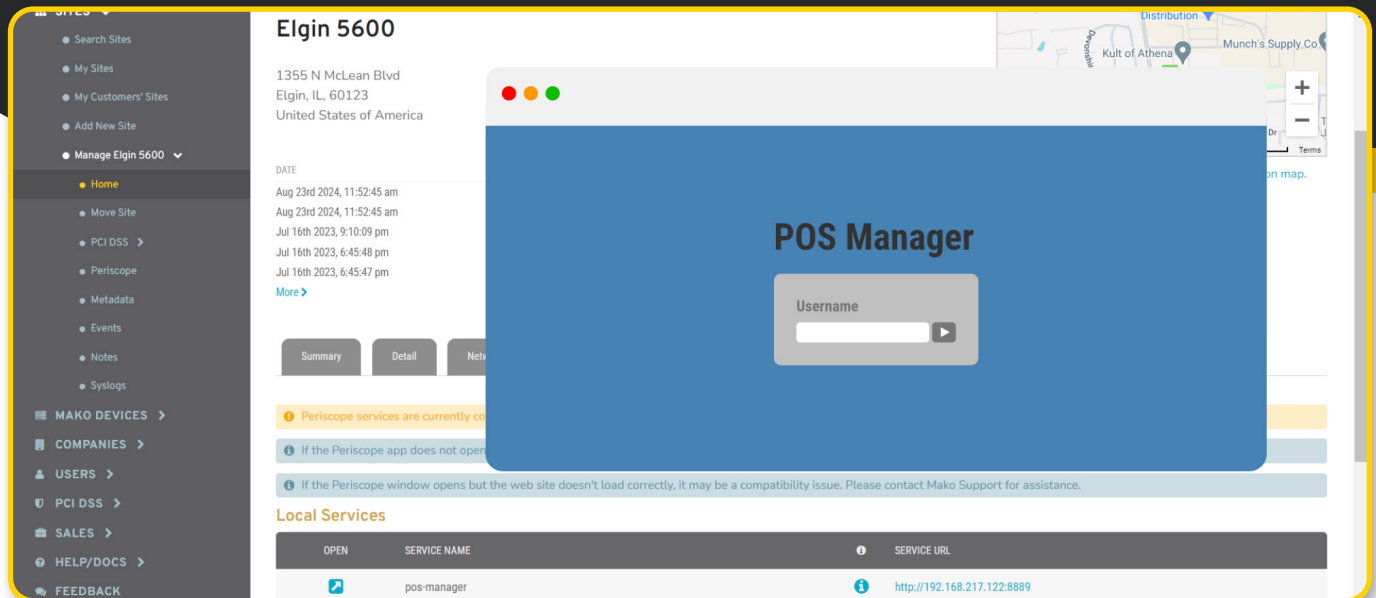 SITES
Search Sites
My Sites
My Customers' Sites
Add New Site
Manage Elgin 5600
Home
Move Site
PCI DSS
Periscope
Metadata
Events
Notes
Syslogs
MAKO DEVICES
COMPANIES
USERS
PCI DSS
SALES
HELP/DOCS
FEEDBACK
Elgin 5600
1355 N McLean Blvd
Elgin, IL, 60123
United States of America
Distribution
Kult of Athena
Munch's Supply Co
Dr
Terms
on map.
DATE
Aug 23rd 2024, 11:52:45 am
Aug 23rd 2024, 11:52:45 am
Jul 16th 2023, 9:10:09 pm
Jul 16th 2023, 6:45:48 pm
Jul 16th 2023, 6:45:47 pm
More
Summary
Detail
POS Manager
Username
Periscope services are currently
If the Periscope app does not open
If the Periscope window opens but the web site doesn't load correctly, it may be a compatibility issue. Please contact Mako Support for assistance.
Local Services
OPEN SERVICE NAME SERVICE URL
pos-manager http://192.168.217.122:8889